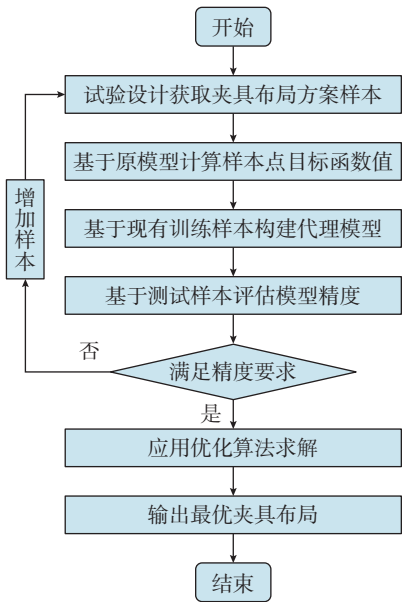 开始
试验设计获取夹具布局方案样本
基于原模型计算样本点目标函数值
基于现有训练样本构建代理模型
基于测试样本评估模型精度
增加样本
否
满足精度要求
是
应用优化算法求解
输出最优夹具布局
结束